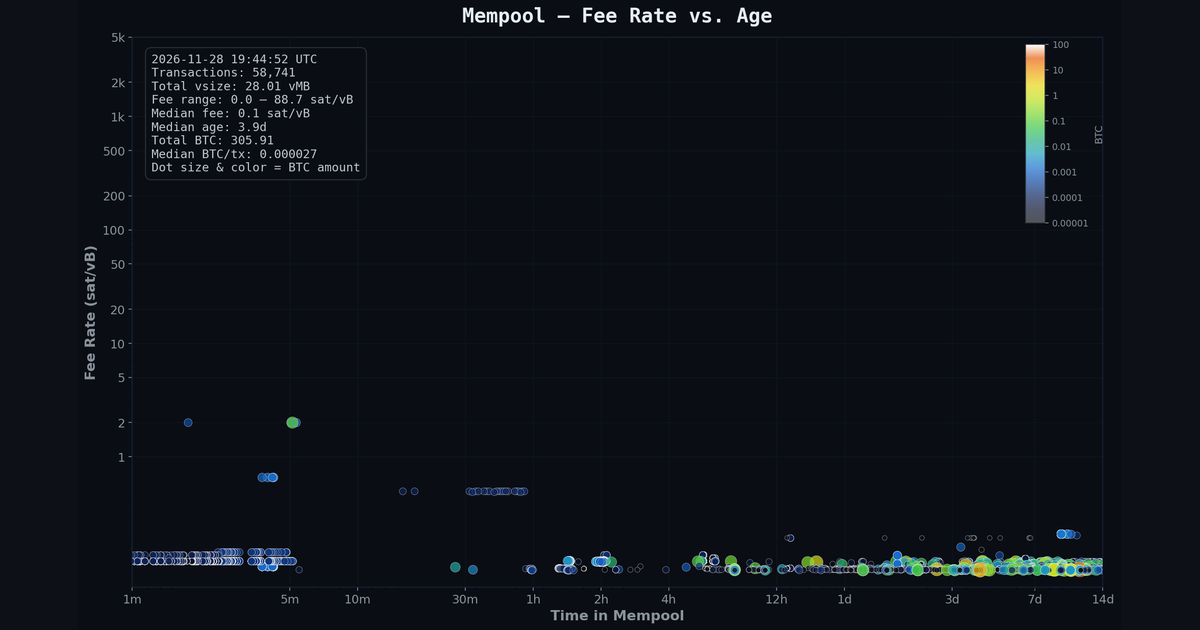 Mempool — Fee Rate vs. Age
2026-11-28 19:44:52 UTC
Transactions: 58,741
Total vsize: 28.01 vMB
Fee range: 0.0 – 88.7 sat/vB
Median fee: 0.1 sat/vB
Median age: 3.9d
Total BTC: 305.91
Median BTC/tx: 0.000027
Dot size & color = BTC amount
100
10
1
0.1
0.01
0.001
0.0001
0.00001
BTC
5k
2k
1k
500
200
100
50
20
10
5
2
1
Fee Rate (sat/vB)
1m 5m 10m 30m 1h 2h 4h 12h 1d 3d 7d 14d
Time in Mempool